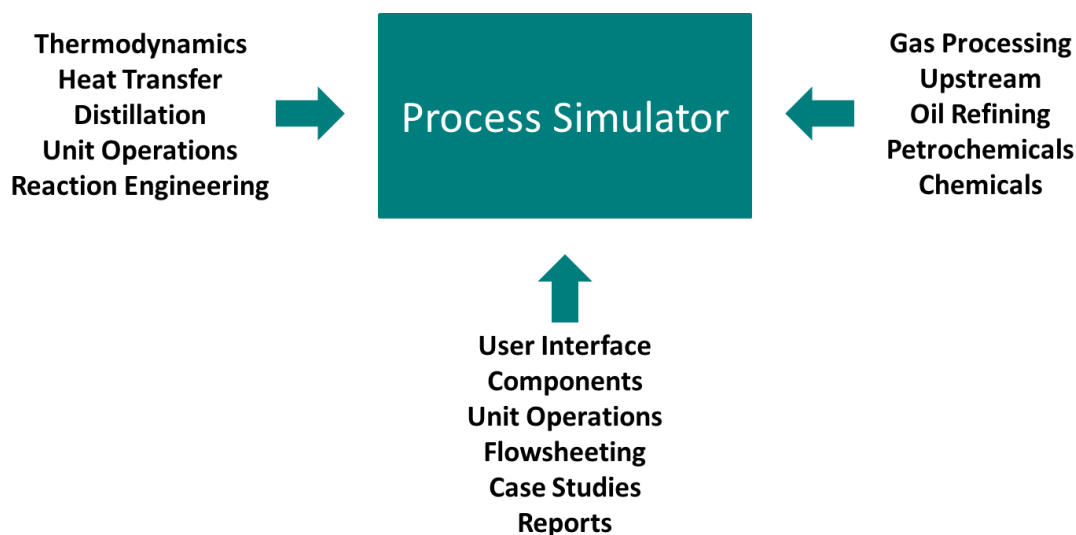 Thermodynamics
Heat Transfer
Distillation
Unit Operations
Reaction Engineering
Process Simulator
Gas Processing
Upstream
Oil Refining
Petrochemicals
Chemicals
User Interface
Components
Unit Operations
Flowsheeting
Case Studies
Reports